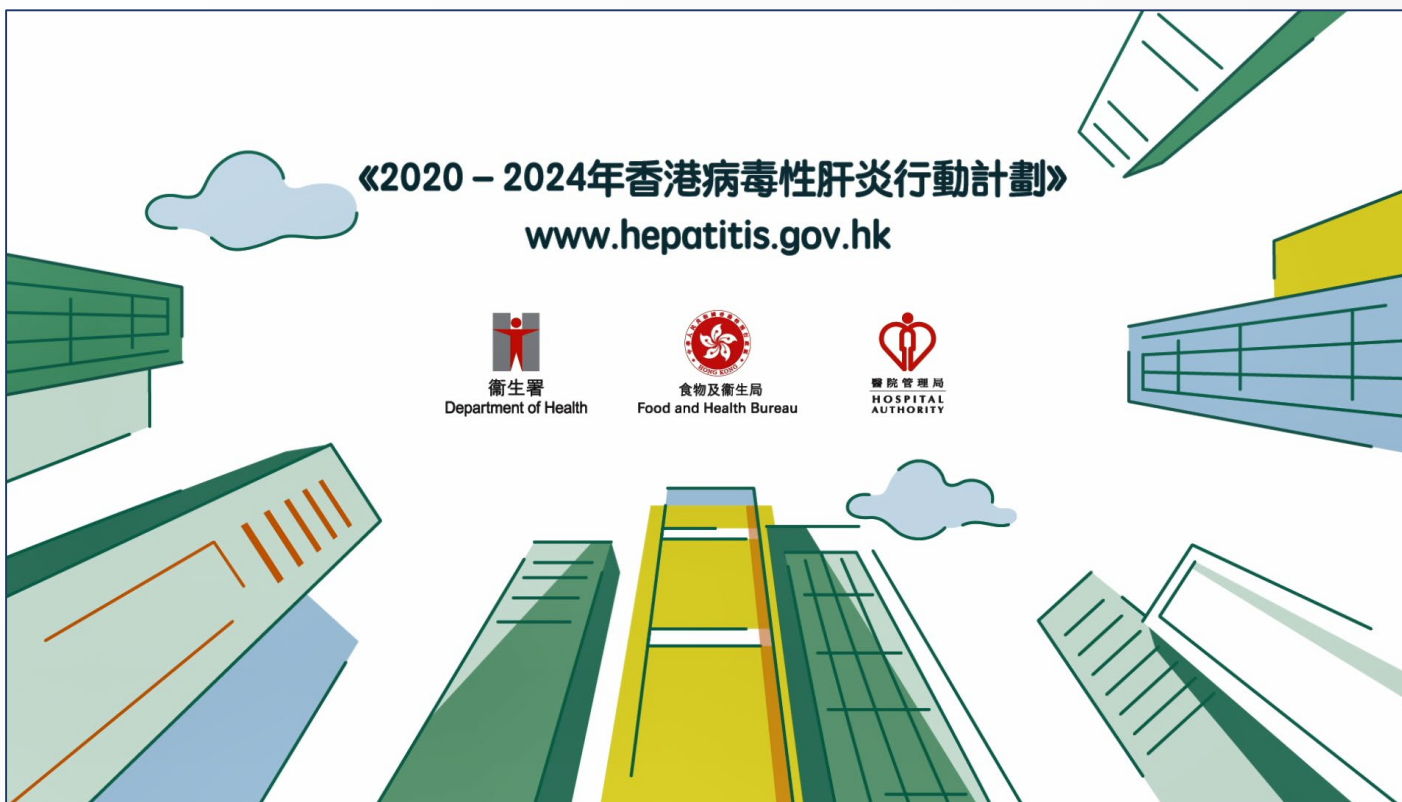 《2020 – 2024年香港病毒性肝炎行動計劃》
www.hepatitis.gov.hk
衞生署
Department of Health
食物及衞生局
Food and Health Bureau
醫院管理局
HOSPITAL
AUTHORITY
HONG KONG